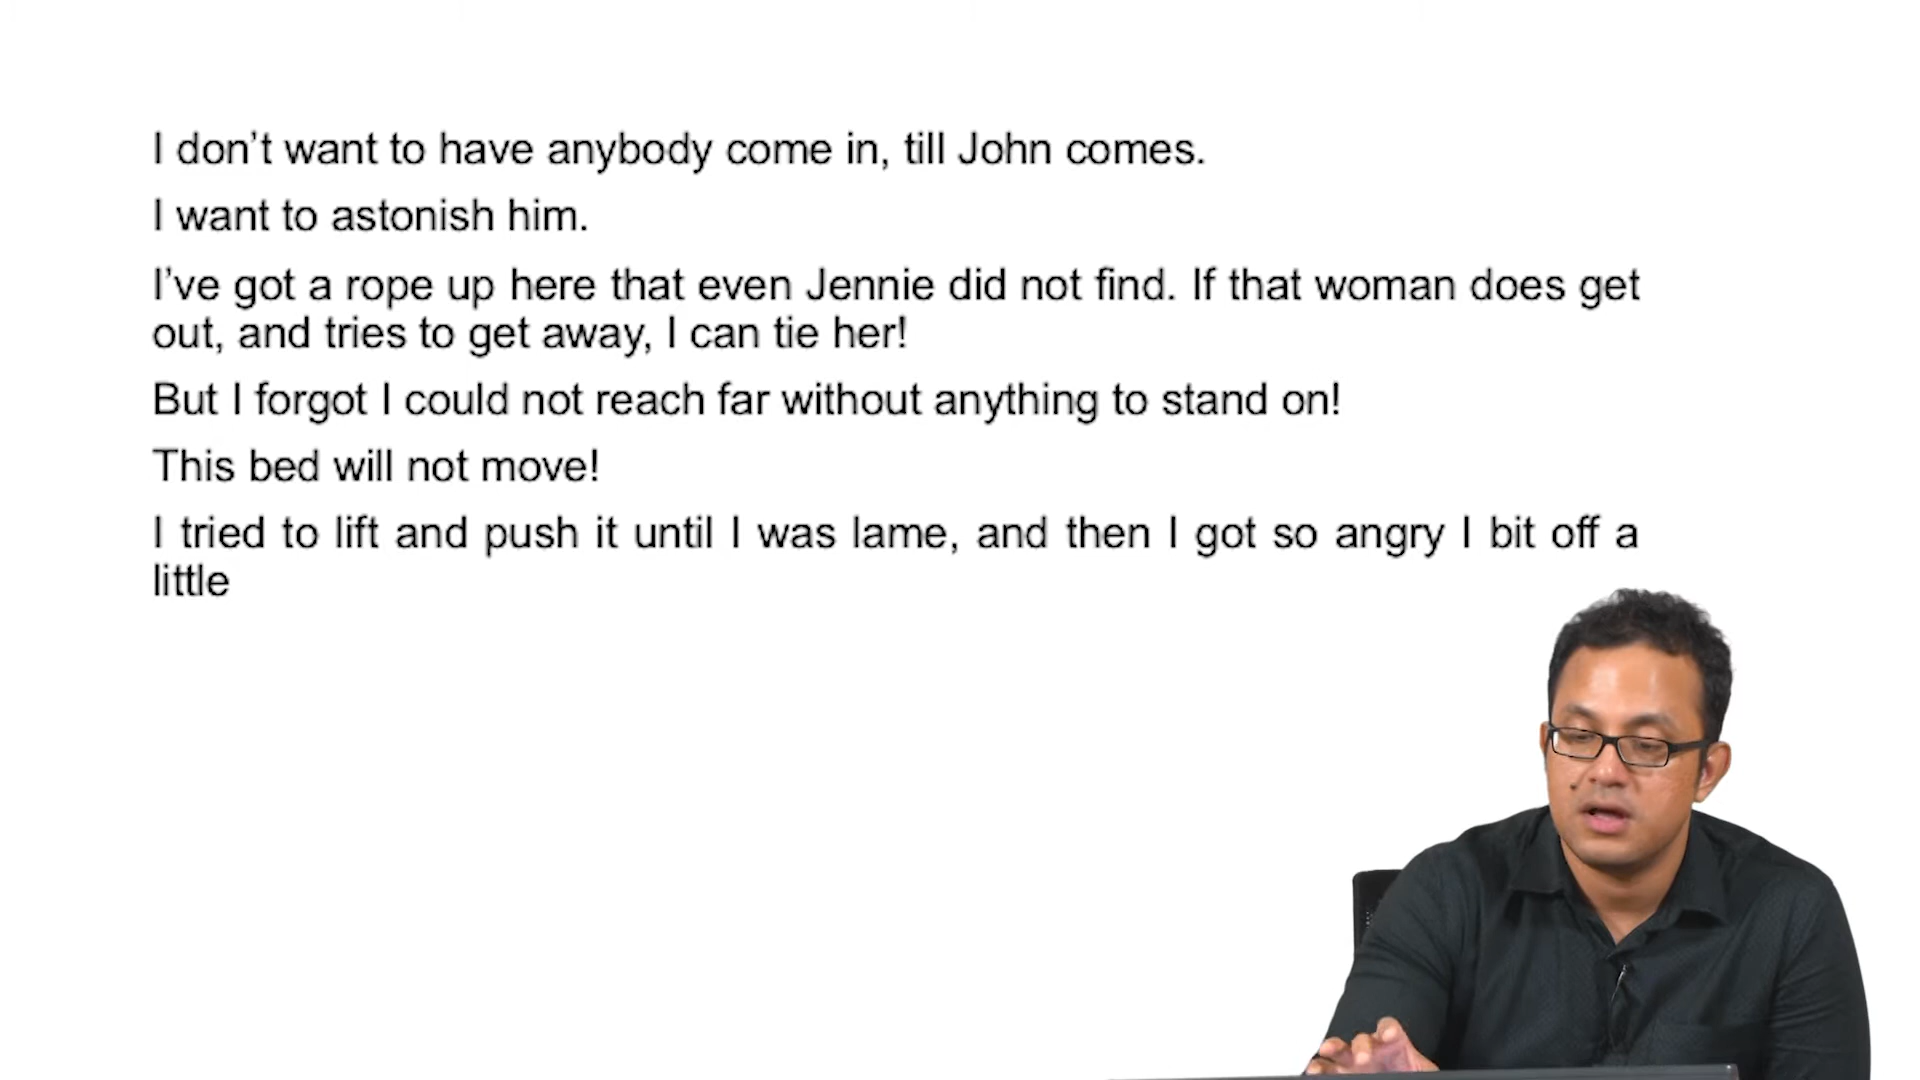 I don’t want to have anybody come in, till John comes.
I want to astonish him.
I’ve got a rope up here that even Jennie did not find. If that woman does get
out, and tries to get away, I can tie her!
But I forgot I could not reach far without anything to stand on!
This bed will not move!
I tried to lift and push it until I was lame, and then I got so angry I bit off a
little